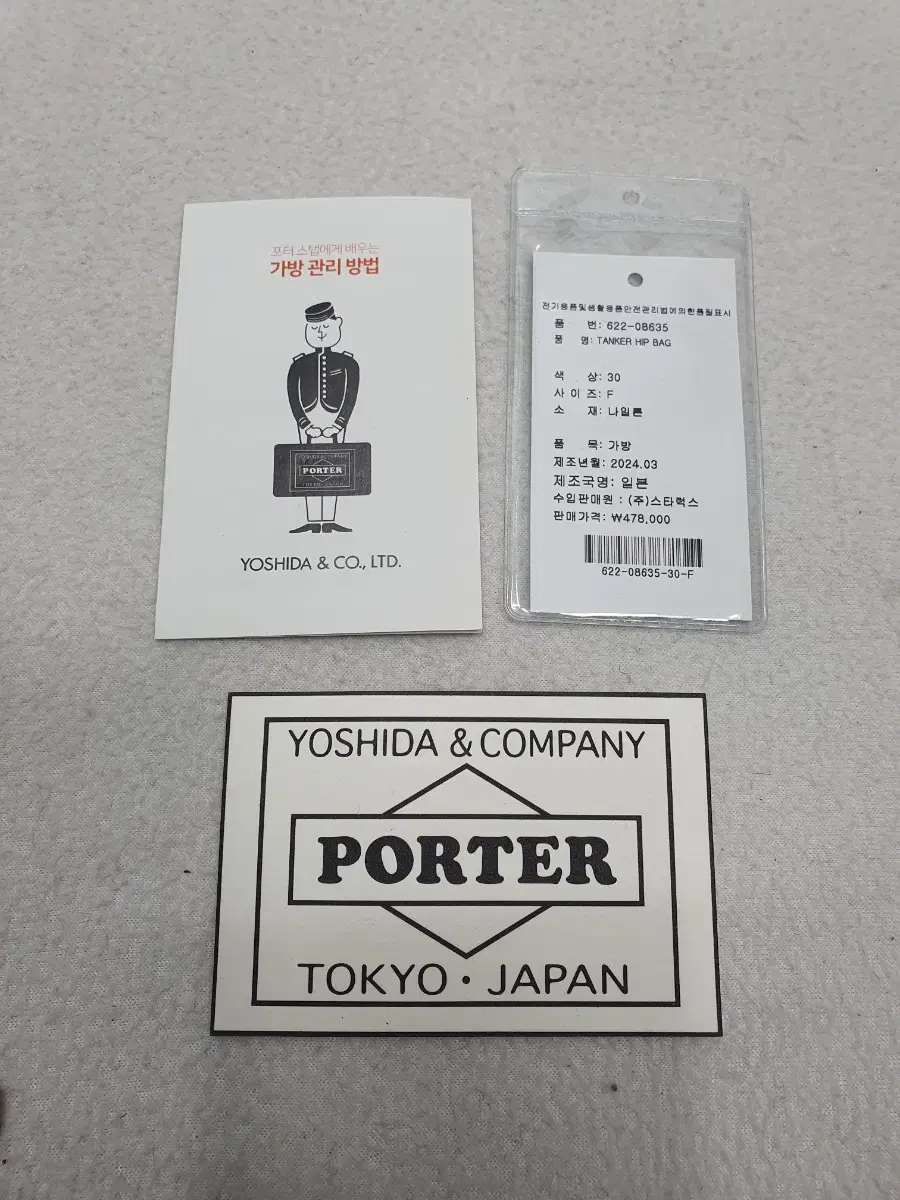 포터 스탭에게 배우는
가방 관리 방법
YOSHIDA & COMPANY
PORTER
TOKYO · JAPAN
YOSHIDA & CO., LTD.
전기용품및생활용품안전관리법에의한품질표시
품 번: 622-08635
품 명: TANKER HIP BAG
색 상: 30
사 이 즈: F
소 재: 나일론
품 목: 가방
제조년월: 2024.03
제조국명: 일본
수입판매원 : (주)스타럭스
판매가격: ₩478,000
622-08635-30-F
YOSHIDA & COMPANY
PORTER
TOKYO · JAPAN